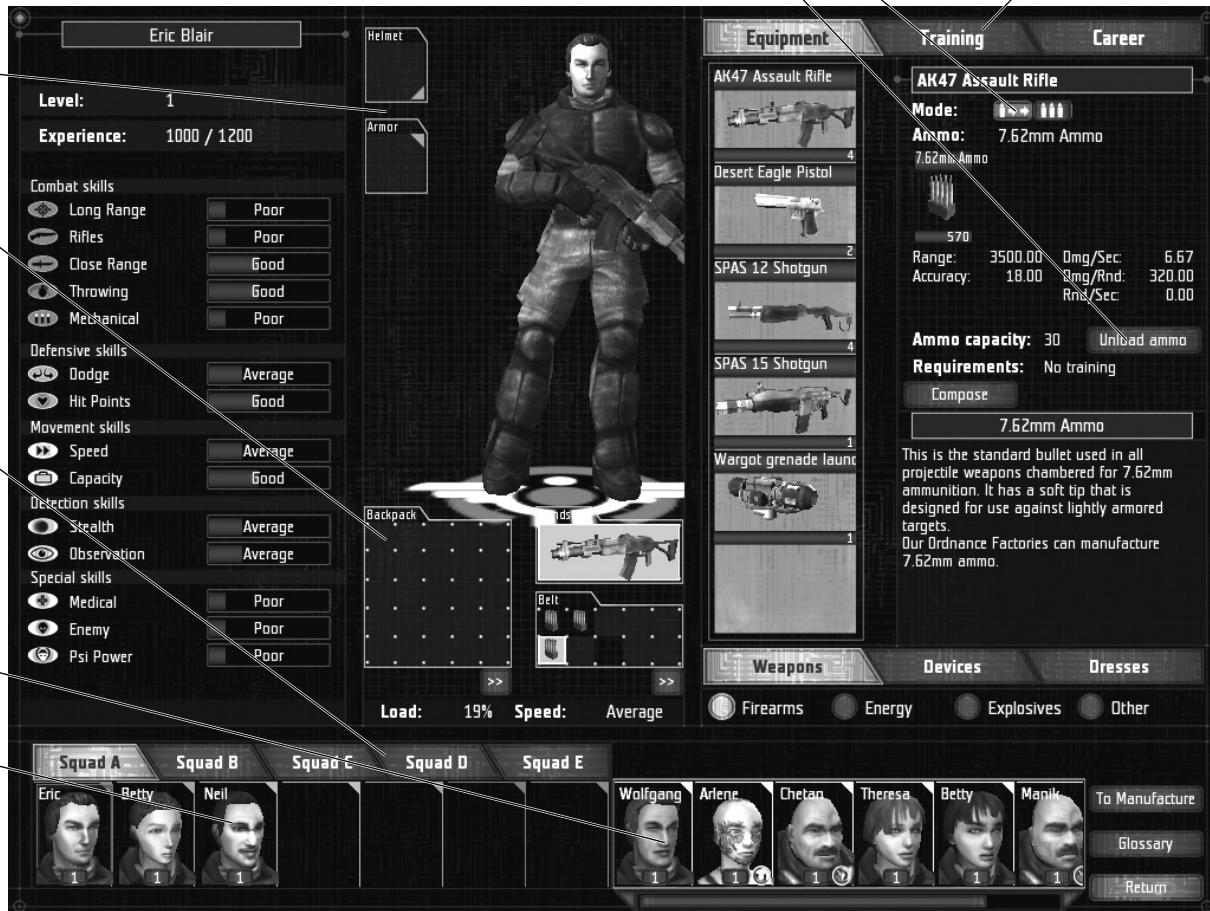 Eric Blair
Level: 1
Experience: 1000 / 1200
Combat skills
Long Range Poor
Rifles Poor
Close Range Good
Throwing Good
Mechanical Poor
Defensive skills
Dodge Average
Hit Points Good
Movement skills
Speed Average
Capacity Good
Detection skills
Stealth Average
Observation Average
Special skills
Medical Poor
Enemy Poor
Psi Power Poor
Helmet
Armor
Backpack
Belt
>>
>>
Load: 19% Speed: Average
Equipment Training Career
AK47 Assault Rifle
4
Desert Eagle Pistol
2
SPAS 12 Shotgun
4
SPAS 15 Shotgun
1
Wargot grenade laun
1
AK47 Assault Rifle
Mode:
Ammo: 7.62mm Ammo
7.62mm Ammo
570
Range: 3500.00 Dmg/Sec: 6.67
Accuracy: 18.00 Dmg/Rnd: 320.00
Rnd/Sec: 0.00
Ammo capacity: 30 Unload ammo
Requirements: No training
Compose
7.62mm Ammo
This is the standard bullet used in all
projectile weapons chambered for 7.62mm
ammunition. It has a soft tip that is
designed for use against lightly armored
targets.
Our Ordnance Factories can manufacture
7.62mm ammo.
Weapons Devices Dresses
Firearms Energy Explosives Other
Squad A Squad B Squad C Squad D Squad E
Eric Betty Neil
1 1 1
Wolfgang Arlene Chetan Theresa Betty Manik
1 1 1 1 1 1
To Manufacture
Glossary
Return